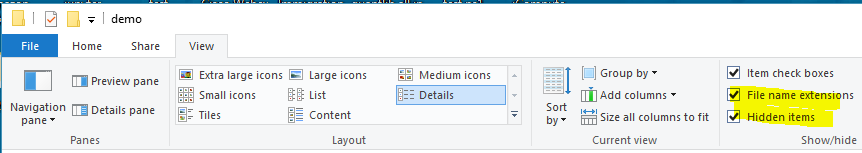 demo
File Home Share View
Preview pane
Navigation pane
Details pane
Panes
Extra large icons Large icons Medium icons
Small icons List Details
Tiles Content
Layout
Sort by
Group by
Add columns
Size all columns to fit
Current view
Item check boxes
File name extensions
Hidden items
Show/hide